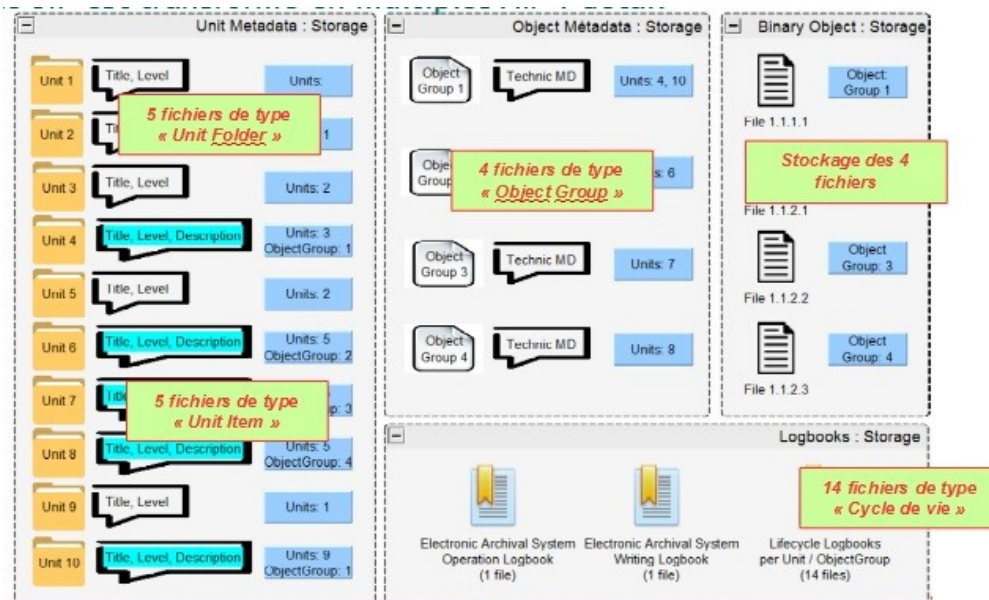 Unit Metadata : Storage
Unit 1
Title, Level
Units:
5 fichiers de type
« Unit Folder »
Unit 2
1
Unit 3
Title, Level
Units: 2
Unit 4
Title, Level, Description
Units: 3
ObjectGroup: 1
Unit 5
Title, Level
Units: 2
Unit 6
Title, Level, Description
Units: 5
ObjectGroup: 2
Unit 7
5 fichiers de type
« Unit Item »
p: 3
Unit 8
Title, Level, Description
Units: 5
ObjectGroup: 4
Unit 9
Title, Level
Units: 1
Unit 10
Title, Level, Description
Units: 9
ObjectGroup: 1
Object Metadata : Storage
Object
Group 1
Technic MD
Units: 4, 10
4 fichiers de type
« Object Group »
s: 6
Object
Group 3
Technic MD
Units: 7
Object
Group 4
Technic MD
Units: 8
Binary Object : Storage
Object:
Group 1
File 1.1.1.1
Stockage des 4
fichiers
File 1.1.2.1
Object
Group: 3
File 1.1.2.2
Object
Group: 4
File 1.1.2.3
Logbooks : Storage
14 fichiers de type
« Cycle de vie »
Electronic Archival System
Operation Logbook
(1 file)
Electronic Archival System
Writing Logbook
(1 file)
Lifecycle Logbooks
per Unit / ObjectGroup
(14 files)